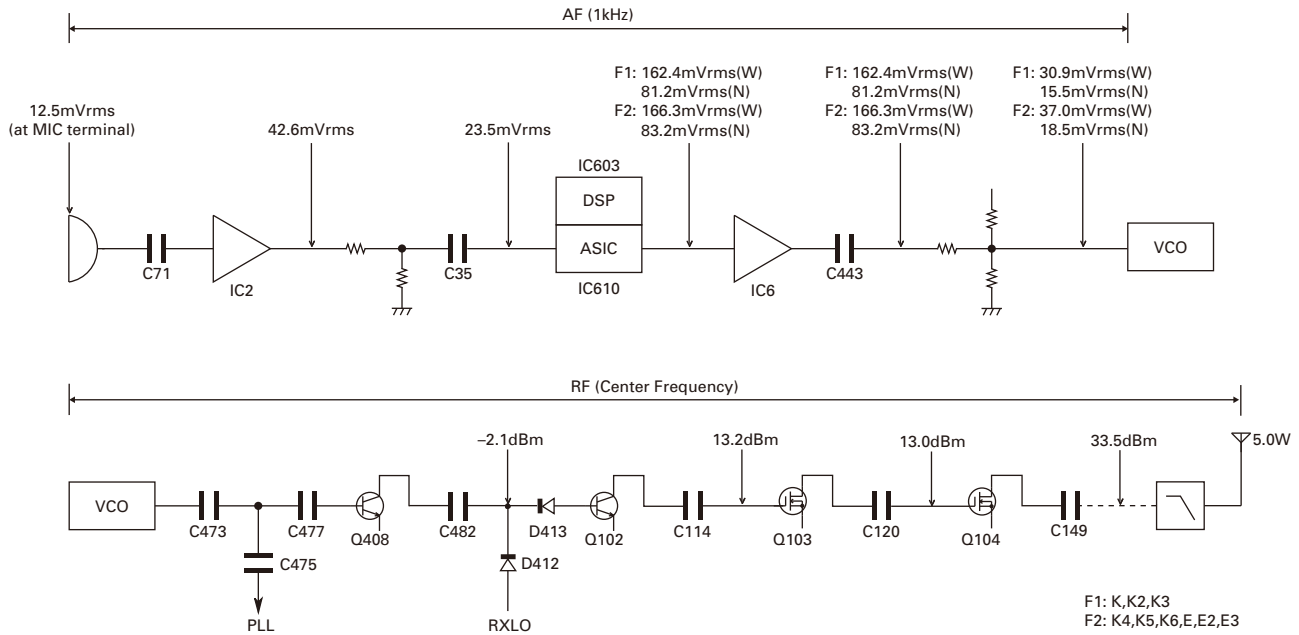 AF (1kHz)
F1: 162.4mVrms(W)
81.2mVrms(N)
F2: 166.3mVrms(W)
83.2mVrms(N)
F1: 162.4mVrms(W)
81.2mVrms(N)
F2: 166.3mVrms(W)
83.2mVrms(N)
F1: 30.9mVrms(W)
15.5mVrms(N)
F2: 37.0mVrms(W)
18.5mVrms(N)
12.5mVrms
(at MIC terminal)
42.6mVrms
23.5mVrms
IC603
DSP
ASIC
IC610
C71
IC2
C35
IC6
C443
VCO
RF (Center Frequency)
–2.1dBm
13.2dBm
13.0dBm
33.5dBm
5.0W
VCO
C473
C477
Q408
C482
D413
Q102
C114
Q103
C120
Q104
C149
C475
D412
PLL
RXLO
F1: K,K2,K3
F2: K4,K5,K6,E,E2,E3